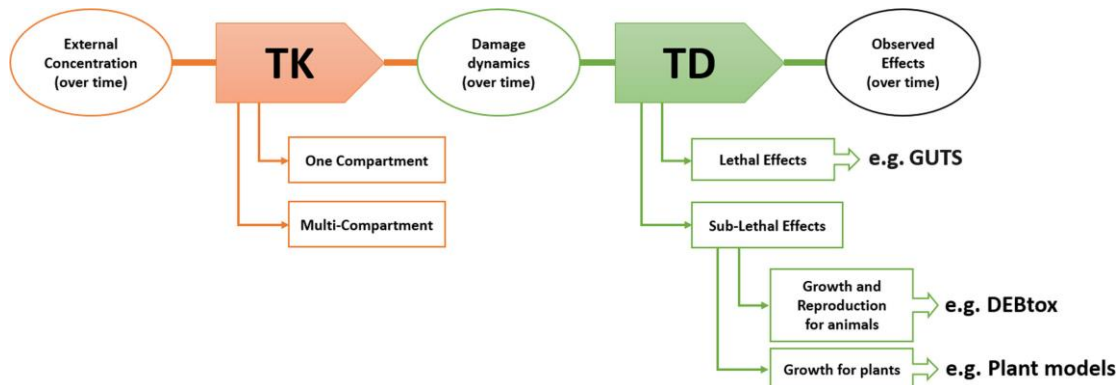 External
Concentration
(over time)
TK
Damage
dynamics
(over time)
TD
Observed
Effects
(over time)
One Compartment
Multi-Compartment
Lethal Effects
e.g. GUTS
Sub-Lethal Effects
Growth and
Reproduction
for animals
e.g. DEBtox
Growth for plants
e.g. Plant models